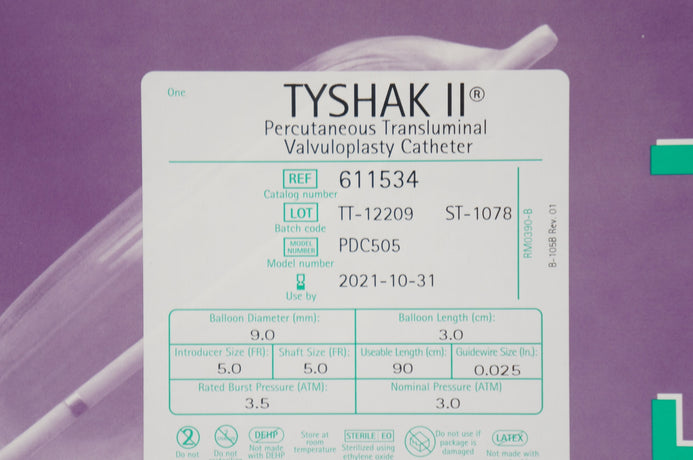 One
TYSHAK II®
Percutaneous Transluminal
Valvuloplasty Catheter
REF 611534
Catalog number
LOT TT-12209 ST-1078
Batch code
MODEL NUMBER PDC505
Model number
2021-10-31
Use by
RM0390-B
B-105B Rev. 01
Balloon Diameter (mm): Balloon Length (cm):
9.0 3.0
Introducer Size (FR): Shaft Size (FR): Useable Length (cm): Guidewire Size (In.):
5.0 5.0 90 0.025
Rated Burst Pressure (ATM): Nominal Pressure (ATM)
3.5 3.0
2 DEHP Store at STERILE EO Do not use if LATEX
Do not Not made room Sterilized using package is Not made with
with DEHP temperature ethylene oxide damaged